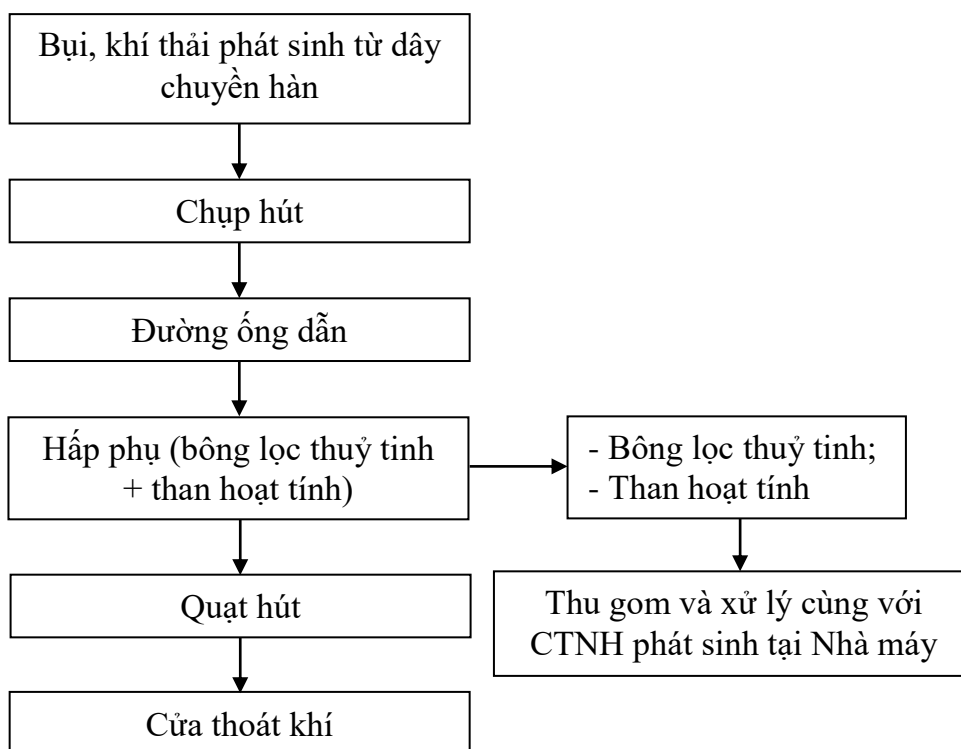 Bụi, khí thải phát sinh từ dây
chuyền hàn
Chụp hút
Đường ống dẫn
Hấp phụ (bông lọc thuỷ tinh
+ than hoạt tính)
- Bông lọc thuỷ tinh;
- Than hoạt tính
Quạt hút
Thu gom và xử lý cùng với
CTNH phát sinh tại Nhà máy
Cửa thoát khí